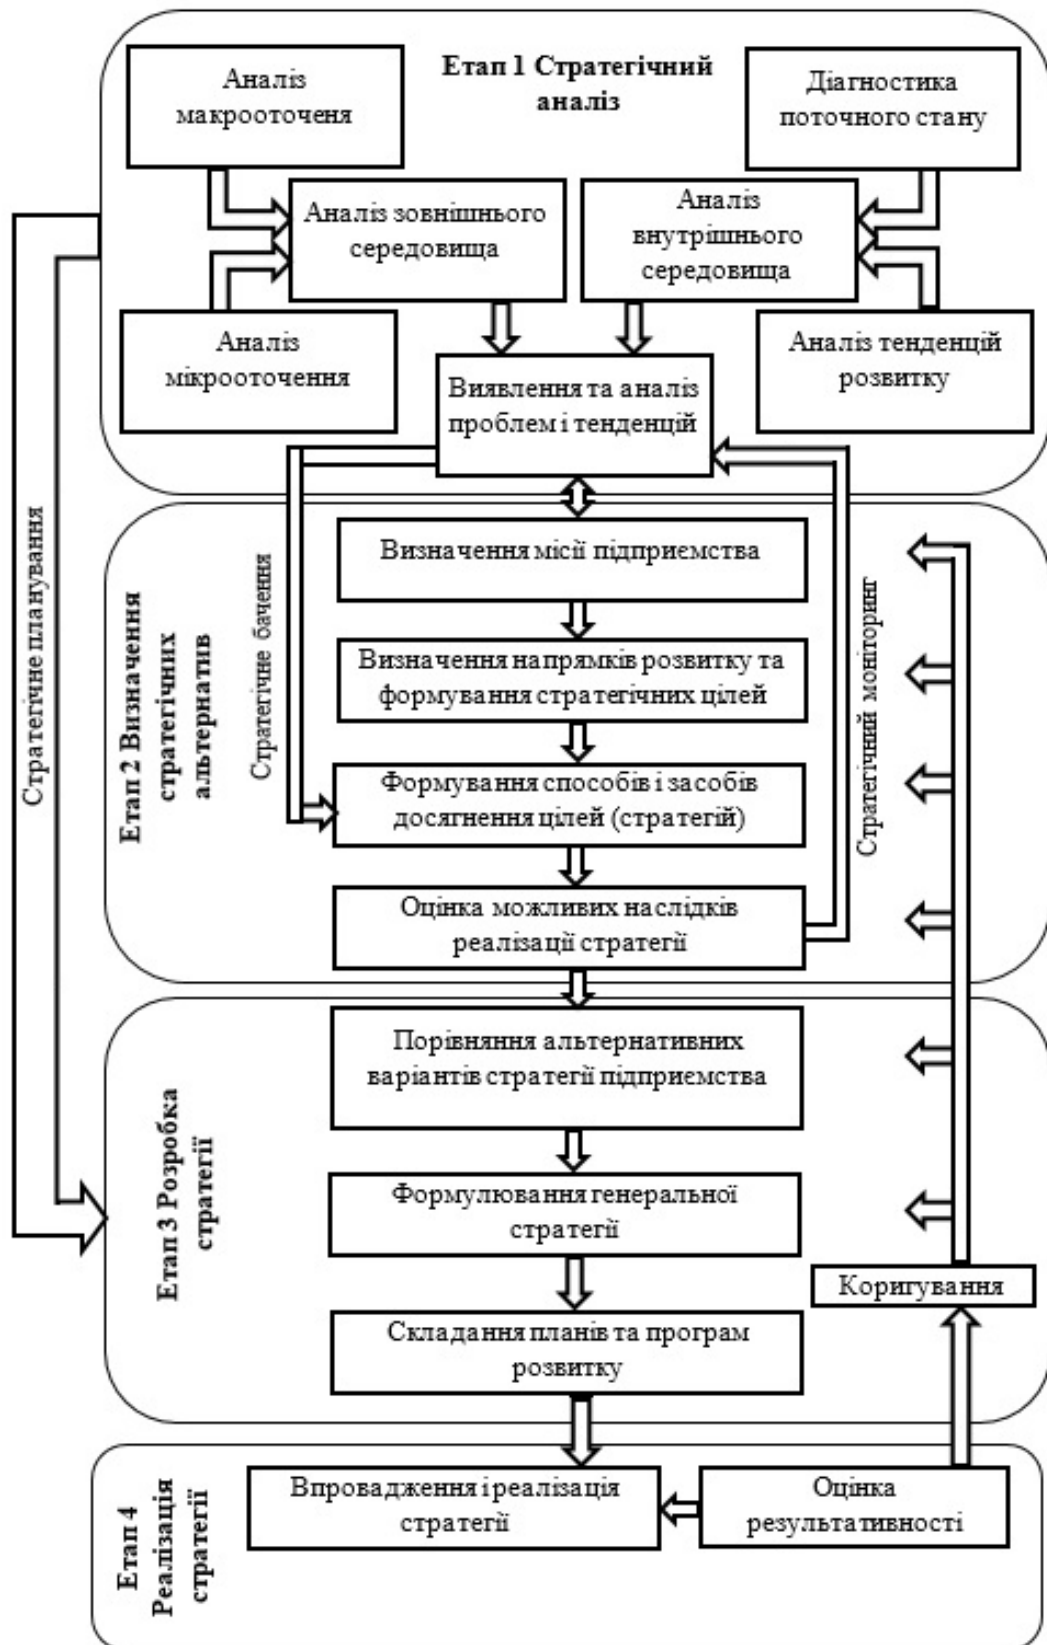 Етап 1 Стратегічний
аналіз
Аналіз
макрооточеня
Діагностика
поточного стану
Аналіз зовнішнього
середовища
Аналіз
внутрішнього
середовища
Аналіз
мікрооточення
Аналіз тенденцій
розвитку
Виявлення та аналіз
проблем і тенденцій
Стратегічне планування
Етап 2 Визначення
стратегічних
альтернатив
Стратегічне бачення
Визначення місії підприємства
Визначення напрямків розвитку та
формування стратегічних цілей
Формування способів і засобів
досягнення цілей (стратегій)
Оцінка можливих наслідків
реалізації стратегії
Стратегічний моніторинг
Етап 3 Розробка
стратегії
Порівняння альтернативних
варіантів стратегії підприємства
Формулювання генеральної
стратегії
Складання планів та програм
розвитку
Коригування
Етап 4
Реалізація
стратегії
Впровадження і реалізація
стратегії
Оцінка
результативності